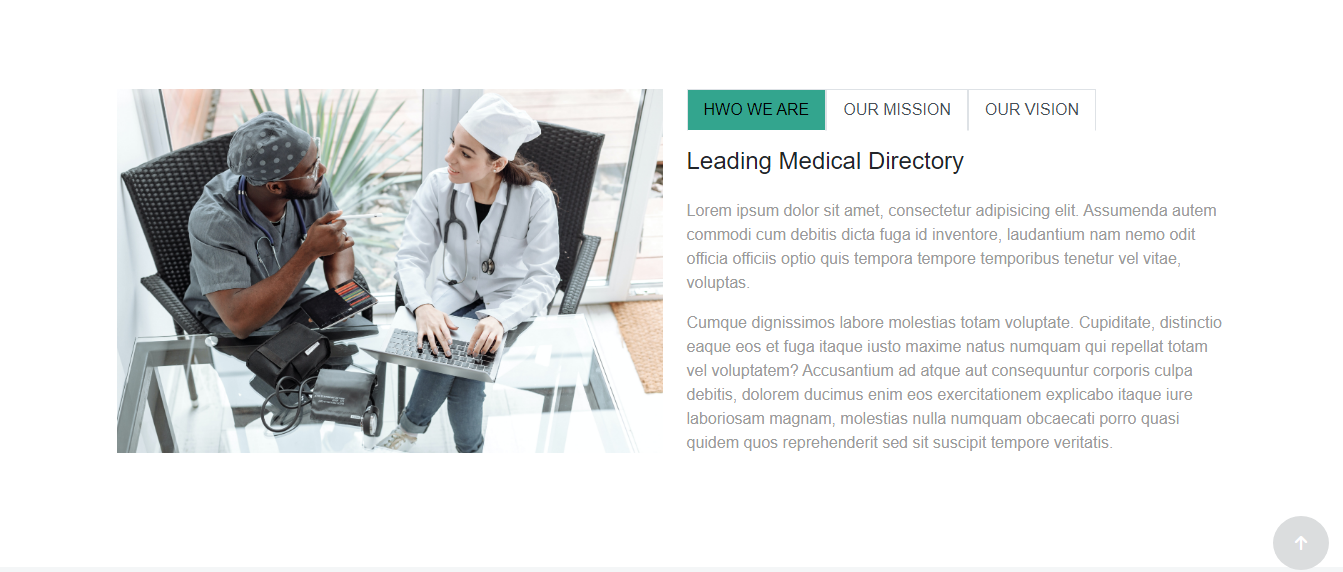 HWO WE ARE OUR MISSION OUR VISION
Leading Medical Directory
Lorem ipsum dolor sit amet, consectetur adipisicing elit. Assumenda autem
commodi cum debitis dicta fuga id inventore, laudantium nam nemo odit
officia officiis optio quis tempora tempore temporibus tenetur vel vitae,
voluptas.
Cumque dignissimos labore molestias totam voluptate. Cupiditate, distinctio
eaque eos et fuga itaque iusto maxime natus numquam qui repellat totam
vel voluptatem? Accusantium ad atque aut consequuntur corporis culpa
debitis, dolorem ducimus enim eos exercitationem explicabo itaque iure
laboriosam magnam, molestias nulla numquam obcaecati porro quasi
quidem quos reprehenderit sed sit suscipit tempore veritatis.